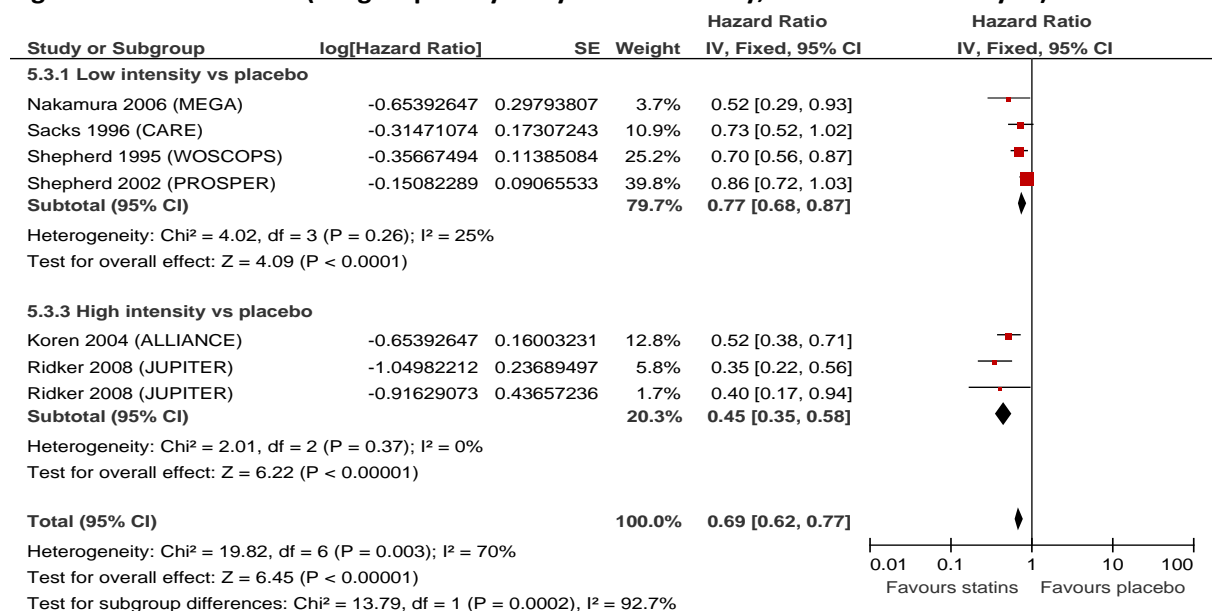 Hazard Ratio Hazard Ratio
Study or Subgroup log[Hazard Ratio] SE Weight IV, Fixed, 95% CI IV, Fixed, 95% CI
5.3.1 Low intensity vs placebo
Nakamura 2006 (MEGA) -0.65392647 0.29793807 3.7% 0.52 [0.29, 0.93]
Sacks 1996 (CARE) -0.31471074 0.17307243 10.9% 0.73 [0.52, 1.02]
Shepherd 1995 (WOSCOPS) -0.35667494 0.11385084 25.2% 0.70 [0.56, 0.87]
Shepherd 2002 (PROSPER) -0.15082289 0.09065533 39.8% 0.86 [0.72, 1.03]
Subtotal (95% CI) 79.7% 0.77 [0.68, 0.87]
Heterogeneity: Chi² = 4.02, df = 3 (P = 0.26); I² = 25%
Test for overall effect: Z = 4.09 (P < 0.0001)
5.3.3 High intensity vs placebo
Koren 2004 (ALLIANCE) -0.65392647 0.16003231 12.8% 0.52 [0.38, 0.71]
Ridker 2008 (JUPITER) -1.04982212 0.23689497 5.8% 0.35 [0.22, 0.56]
Ridker 2008 (JUPITER) -0.91629073 0.43657236 1.7% 0.40 [0.17, 0.94]
Subtotal (95% CI) 20.3% 0.45 [0.35, 0.58]
Heterogeneity: Chi² = 2.01, df = 2 (P = 0.37); I² = 0%
Test for overall effect: Z = 6.22 (P < 0.00001)
Total (95% CI) 100.0% 0.69 [0.62, 0.77]
Heterogeneity: Chi² = 19.82, df = 6 (P = 0.003); I² = 70%
Test for overall effect: Z = 6.45 (P < 0.00001)
Test for subgroup differences: Chi² = 13.79, df = 1 (P = 0.0002), I² = 92.7%
0.01 0.1 1 10 100
Favours statins Favours placebo